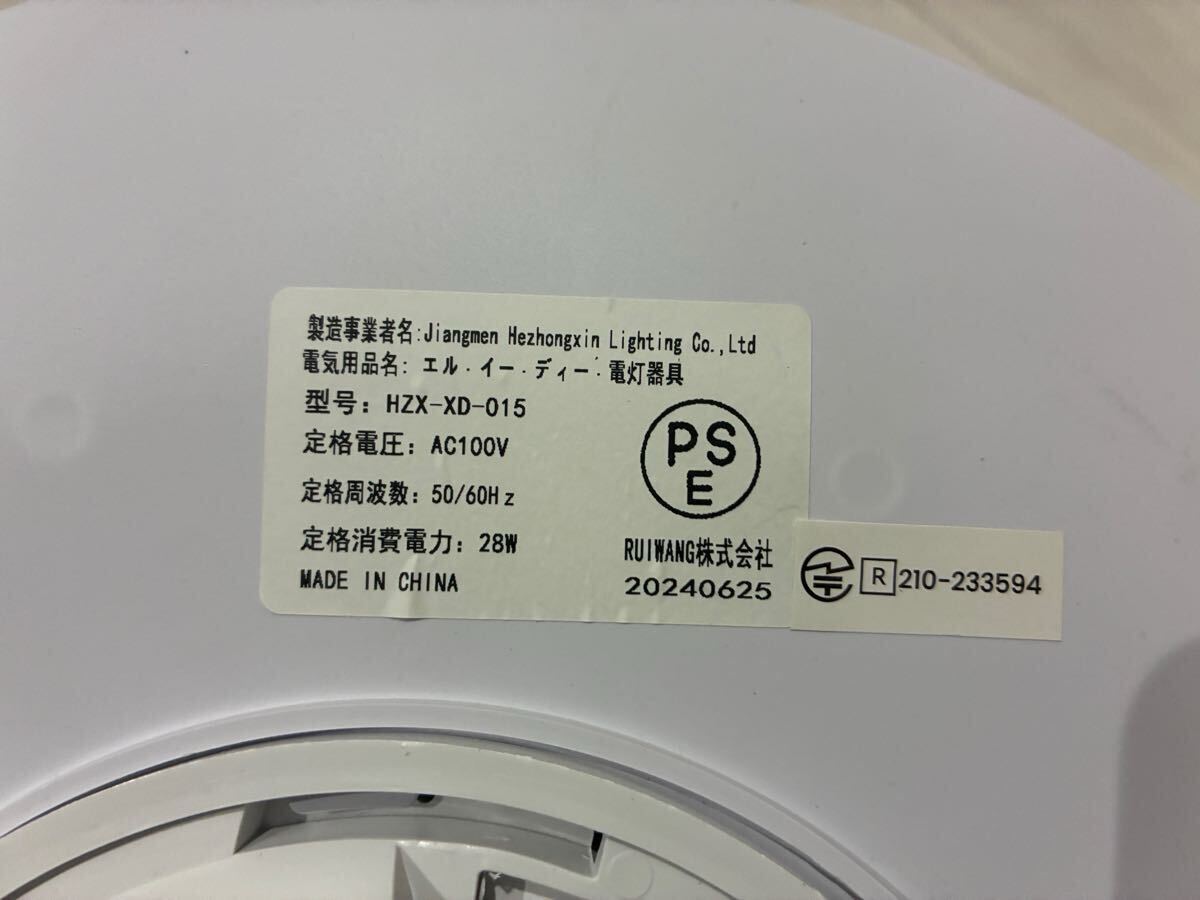 製造事業者名:Jiangmen Hezhongxin Lighting Co.,Ltd
電気用品名: エル・イー・ディー・電灯器具
型号: HZX-XD-015
定格電圧: AC100V
定格周波数: 50/60Hz
定格消費電力: 28W
MADE IN CHINA
PS
E
RUIWANG株式会社
20240625
R 210-233594